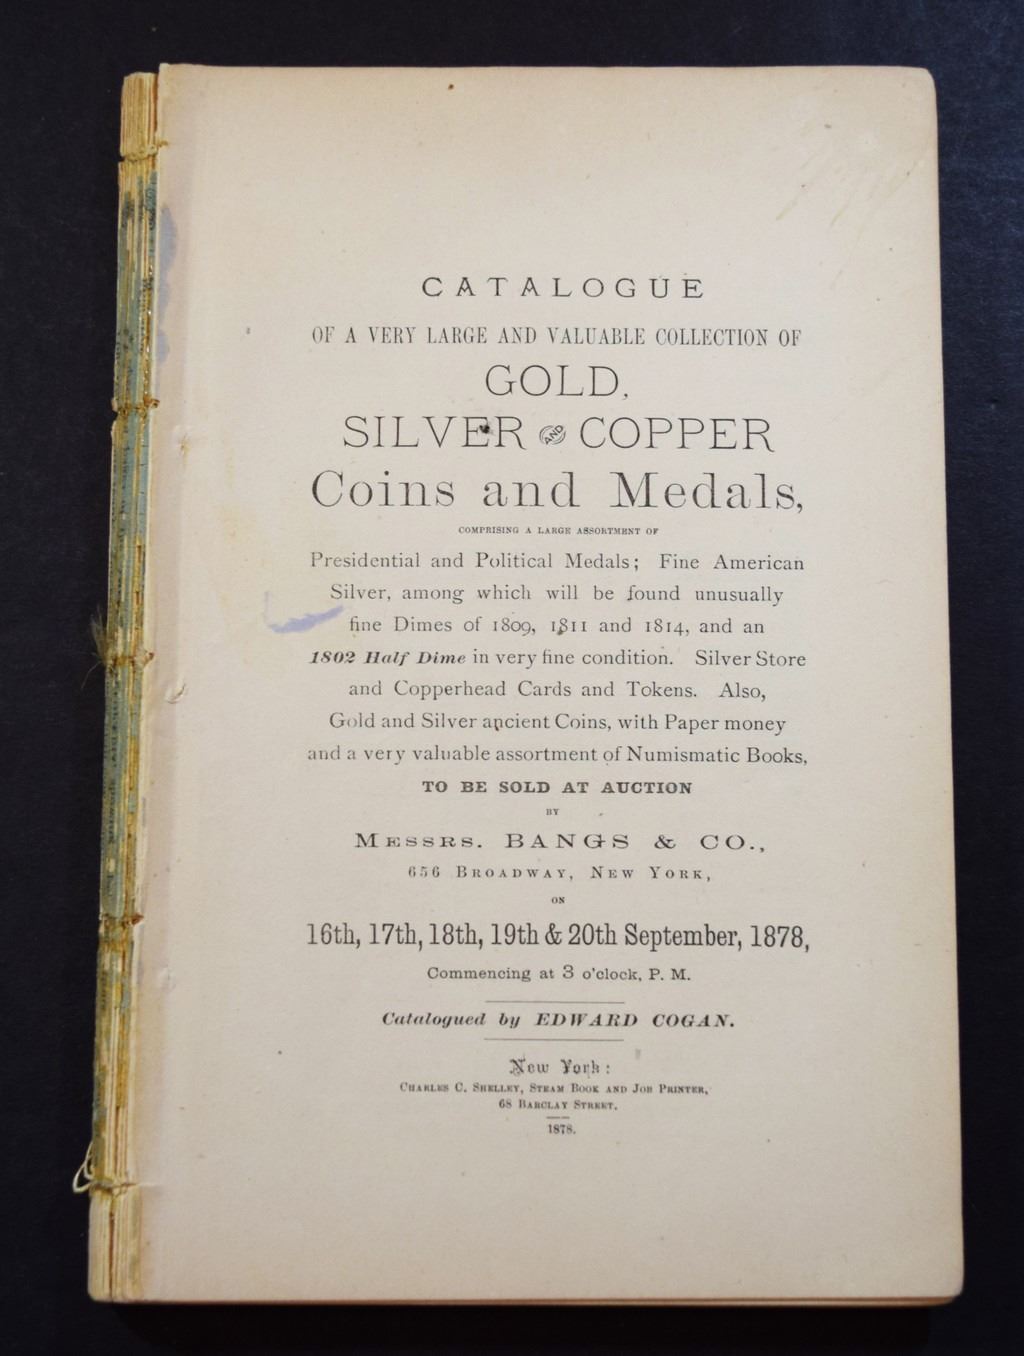 CATALOGUE
OF A VERY LARGE AND VALUABLE COLLECTION OF
GOLD,
SILVER AND COPPER
Coins and Medals,
COMPRISING A LARGE ASSORTMENT OF
Presidential and Political Medals; Fine American
Silver, among which will be found unusually
fine Dimes of 1809, 1811 and 1814, and an
1802 Half Dime in very fine condition. Silver Store
and Copperhead Cards and Tokens. Also,
Gold and Silver ancient Coins, with Paper money
and a very valuable assortment of Numismatic Books,
TO BE SOLD AT AUCTION
BY
MESSRS. BANGS & CO.,
656 BROADWAY, NEW YORK,
ON
16th, 17th, 18th, 19th & 20th September, 1878,
Commencing at 3 o'clock, P. M.
Catalogued by EDWARD COGAN.
New York:
CHARLES C. SHELLEY, STEAM BOOK AND JOB PRINTER,
68 BARCLAY STREET.
1878.